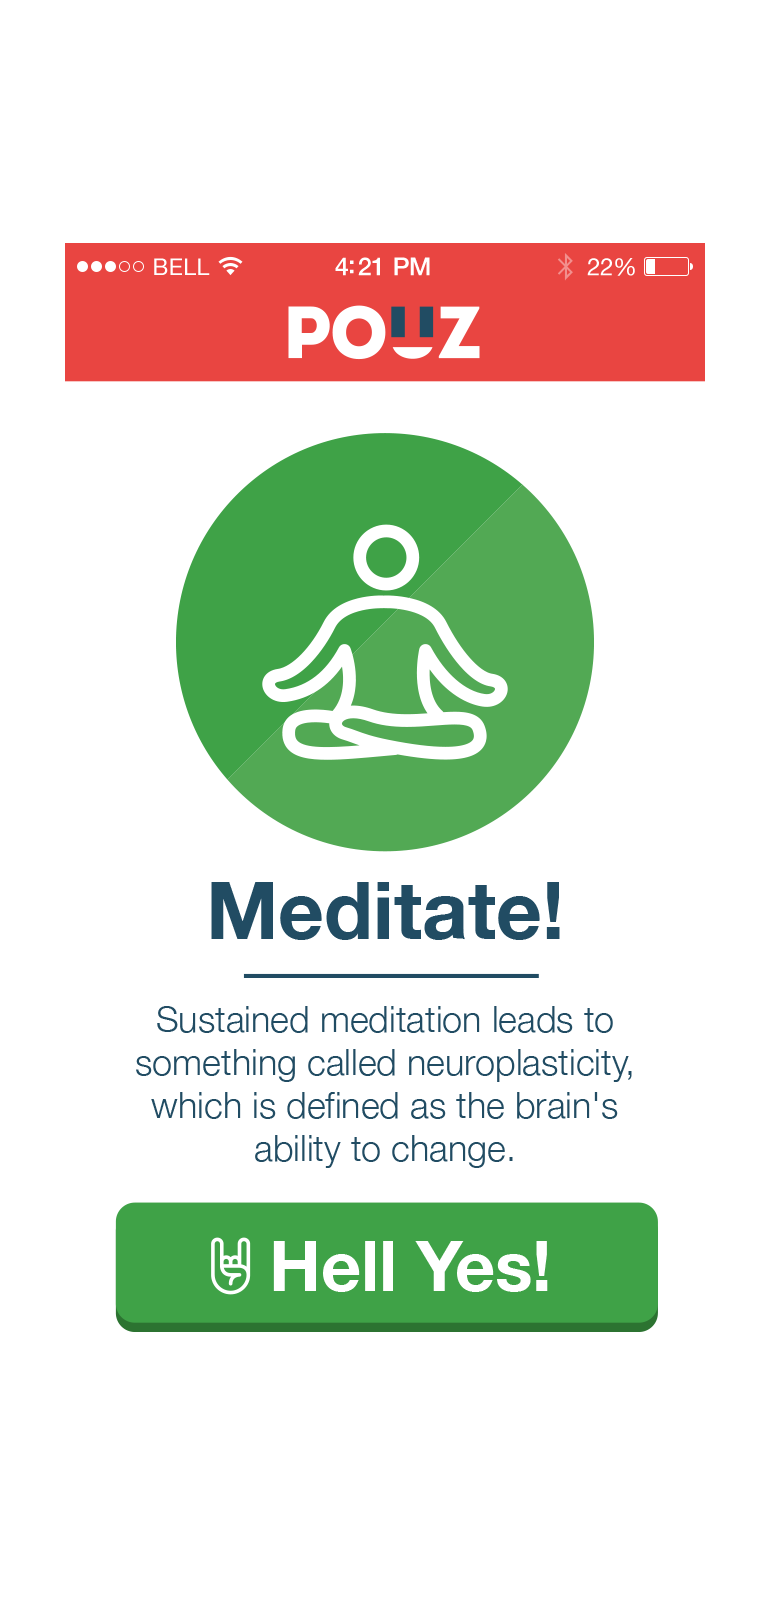 BELL 4:21 PM 22%
POUZ
Meditate!
Sustained meditation leads to
something called neuroplasticity,
which is defined as the brain's
ability to change.
Hell Yes!